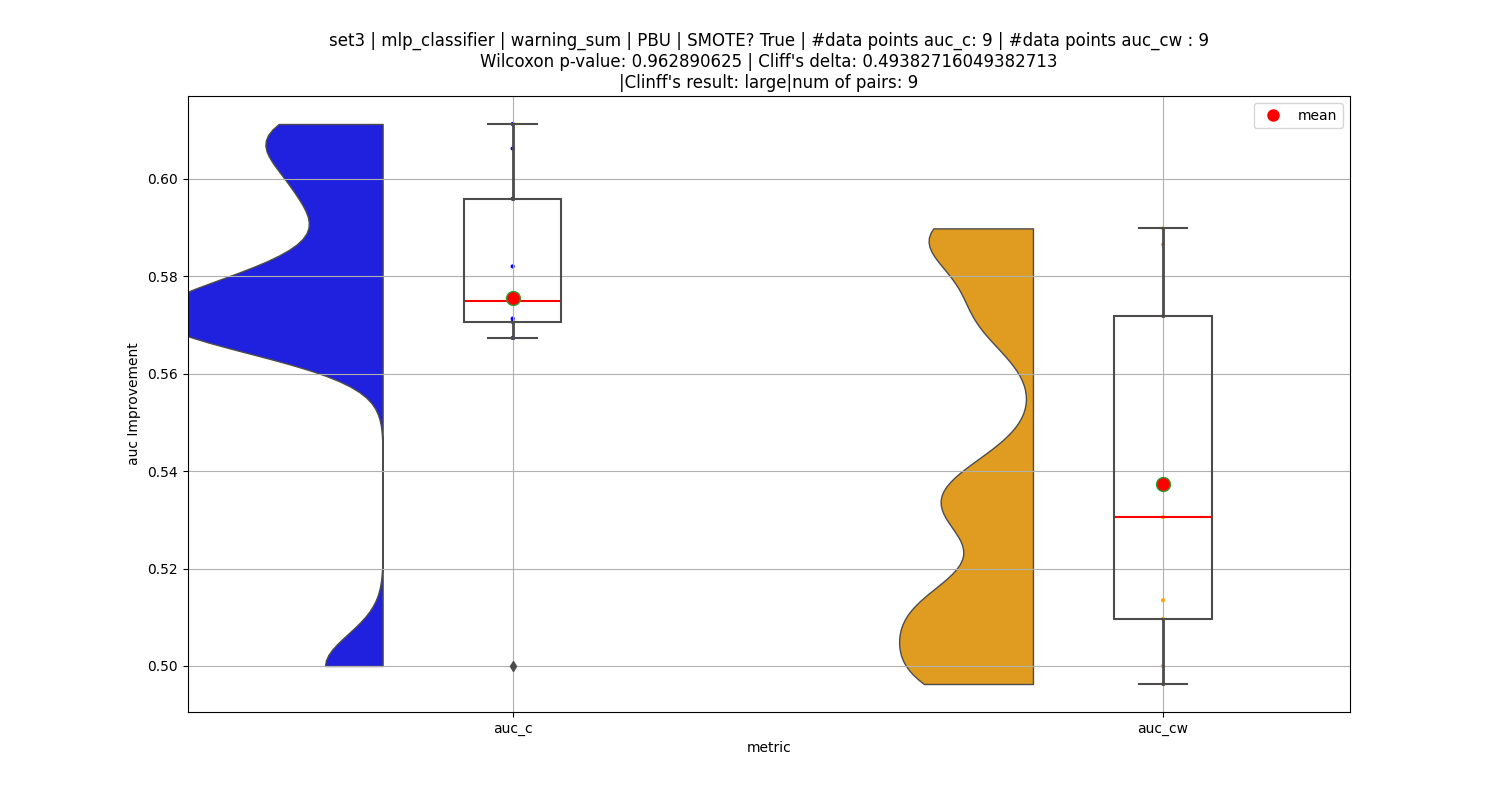 set3 | mlp_classifier | warning_sum | PBU | SMOTE? True | #data points auc_c: 9 | #data points auc_cw : 9
Wilcoxon p-value: 0.962890625 | Cliff's delta: 0.49382716049382713
|Clinff's result: large|num of pairs: 9
mean
0.60
0.58
0.56
0.54
0.52
0.50
auc Improvement
auc_c
auc_cw
metric